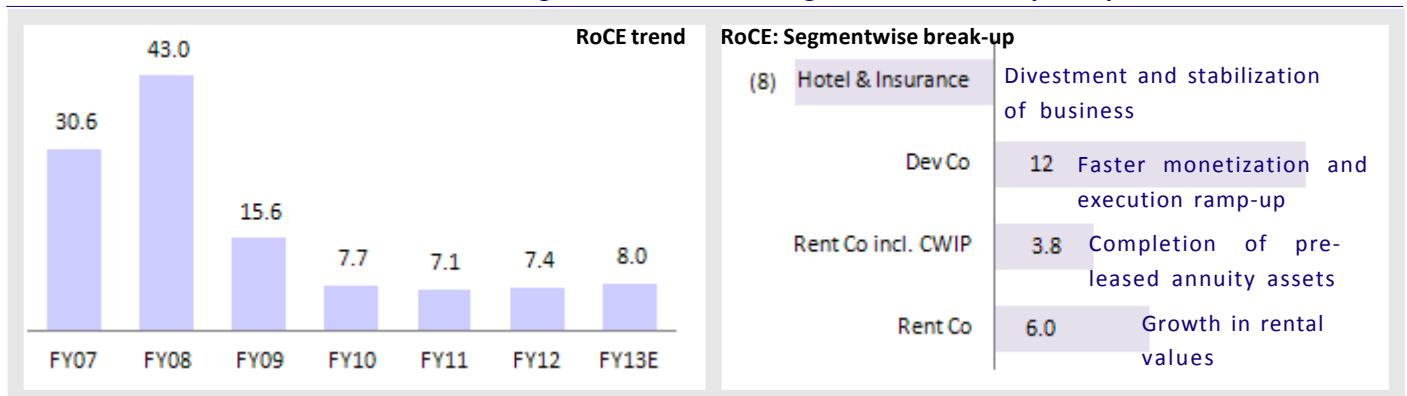 RoCE trend
43.0
30.6
15.6
7.7
7.1
7.4
8.0
FY07 FY08 FY09 FY10 FY11 FY12 FY13E
RoCE: Segmentwise break-up
(8) Hotel & Insurance
Divestment and stabilization
of business
Dev Co
12
Faster monetization and
execution ramp-up
Rent Co incl. CWIP
3.8
Completion of pre-
leased annuity assets
Rent Co
6.0
Growth in rental
values